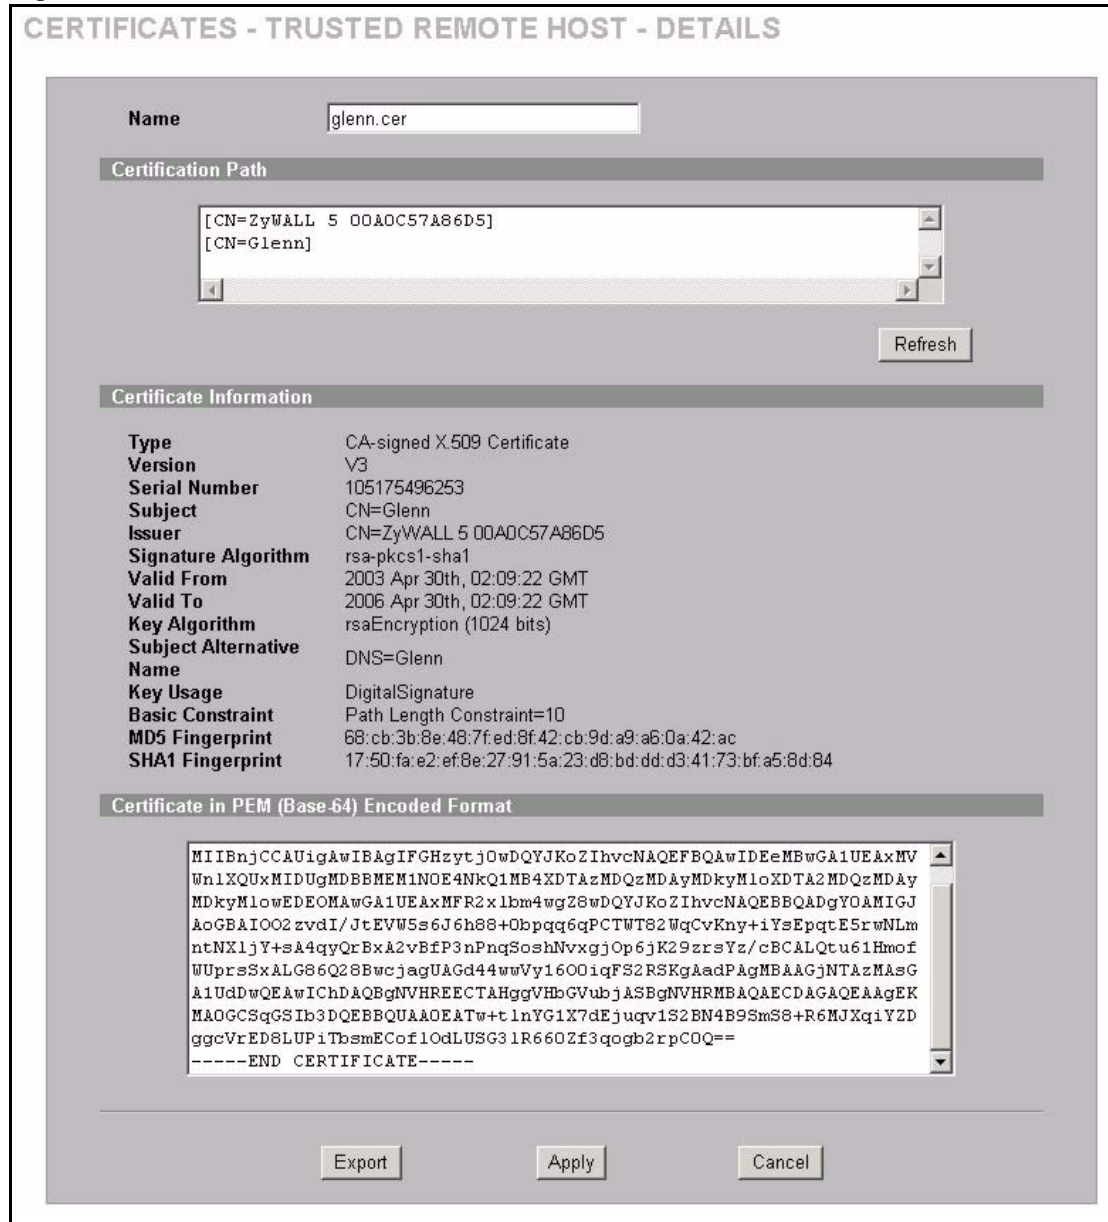 CERTIFICATES - TRUSTED REMOTE HOST - DETAILS
Name glenn.cer
Certification Path
[CN=ZyWALL 5 00A0C57A86D5]
[CN=Glenn]
Refresh
Certificate Information
Type CA-signed X.509 Certificate
Version V3
Serial Number 105175496253
Subject CN=Glenn
Issuer CN=ZyWALL 5 00A0C57A86D5
Signature Algorithm rsa-pkcs1-sha1
Valid From 2003 Apr 30th, 02:09:22 GMT
Valid To 2006 Apr 30th, 02:09:22 GMT
Key Algorithm rsaEncryption (1024 bits)
Subject Alternative
Name DNS=Glenn
Key Usage DigitalSignature
Basic Constraint Path Length Constraint=10
MD5 Fingerprint 68:cb:3b:8e:48:7f:ed:8f:42:cb:9d:a9:a6:0a:42:ac
SHA1 Fingerprint 17:50:fa:e2:ef:8e:27:91:5a:23:d8:bd:dd:d3:41:73:bf:a5:8d:84
Certificate in PEM (Base-64) Encoded Format
MIIBnjCCAUigAwIBAgIFGHzytj0wDQYJKoZIhvcNAQEFBQAwIDEeMBwGA1UEAxMV
WnlXQUxMIDUgMDBBMEM1N0E4NkQ1MB4XDTAzMDQzMDAyMDkyMloXDTA2MDQzMDAy
MDkyMlowEDEOMAwGA1UEAxMFR2xlbm4wgZ8wDQYJKoZIhvcNAQEBBQADgY0AMIGJ
AoGBAIOO2zvdI/JtEVW5s6J6h88+0bpqq6qPCTWT82WqCvKny+iYsEpqtE5rwNLm
ntNX1jY+sA4qyQrBxA2vBfP3nPnqSoshNvxgjOp6jK29zrsYz/cBCALQtu61Hmof
WUprsSxALG86Q28BwcjagUAGd44wwVy16O0iqFS2RSKgAadPAgMBAAGjNTAzMAsG
A1UdDwQEAwIChDAQBgNVHREECTAHggVHbGVubjASBgNVHRMBAQAECDAGAQEAAgEK
MA0GCSqGSIb3DQEBBQUAA0EATw+tlnYG1X7dEjuqv1S2BN4B9SmS8+R6MJXqiYZD
ggcVrED8LUPiTbsmECoflOdLUSG3lR660Zf3qogb2rpC0Q==
-----END CERTIFICATE-----
Export Apply Cancel